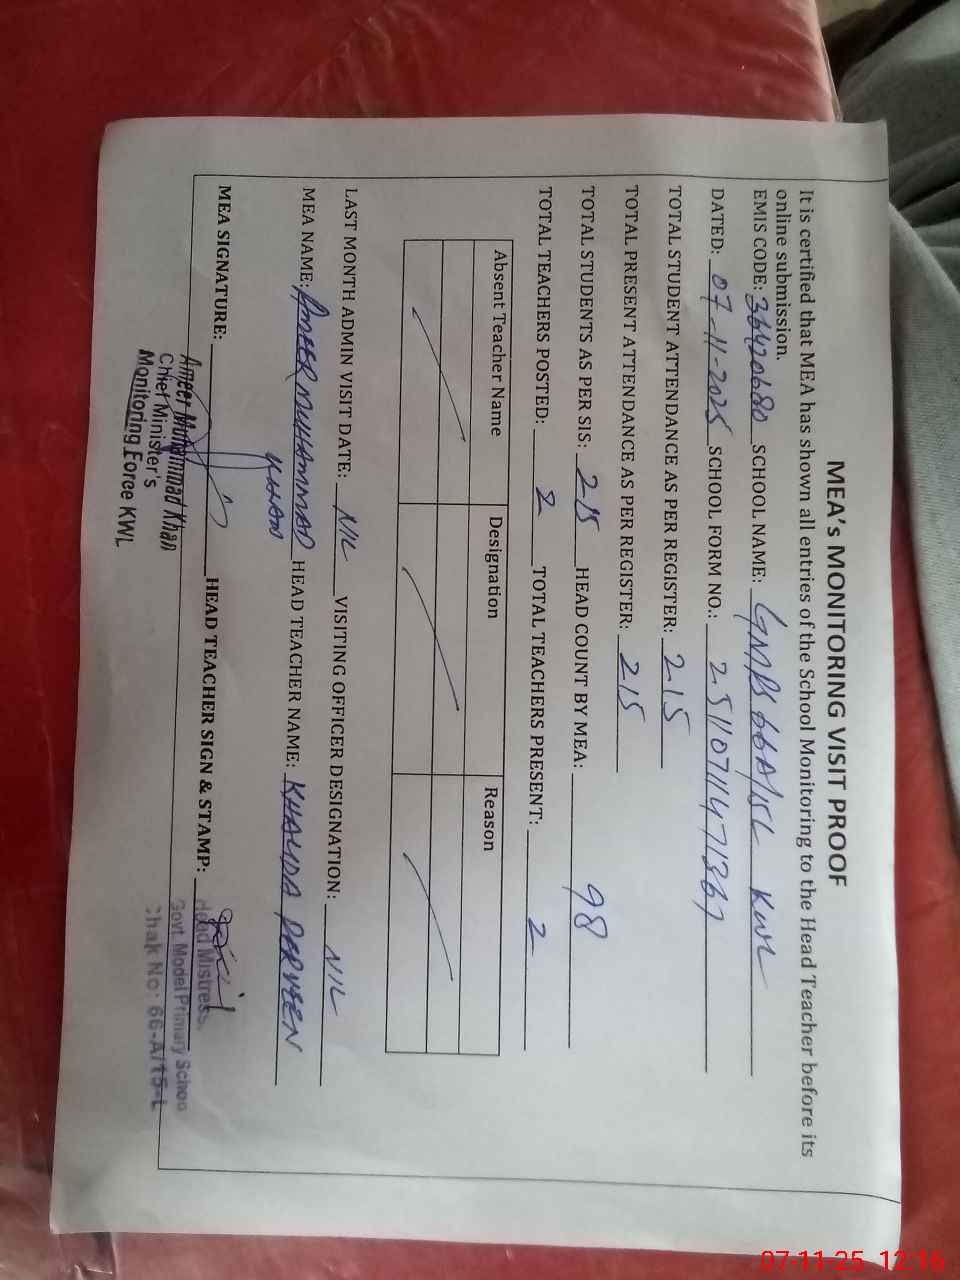 MEA's MONITORING VISIT PROOF
It is certified that MEA has shown all entries of the School Monitoring to the Head Teacher before its
online submission.
EMIS CODE: 36420680 SCHOOL NAME: GMPS 66A/15L KWL
DATED: 07-11-2025 SCHOOL FORM NO.: 25110711471367
TOTAL STUDENT ATTENDANCE AS PER REGISTER: 215
TOTAL PRESENT ATTENDANCE AS PER REGISTER: 215
TOTAL STUDENTS AS PER SIS: 215 HEAD COUNT BY MEA: 98
TOTAL TEACHERS POSTED: 2 TOTAL TEACHERS PRESENT: 2
Absent Teacher Name Designation Reason
LAST MONTH ADMIN VISIT DATE: NIL VISITING OFFICER DESIGNATION: NIL
MEA NAME: AMEER MUHAMMAD KHAN HEAD TEACHER NAME: KHALIDA PERVEEN
MEA SIGNATURE: HEAD TEACHER SIGN & STAMP:
Ameer Muhammad Khan
Chief Minister's
Monitoring Force KWL
Head Mistress.
Govt. Model Primary Schoo
Chak No: 66-A/15-L
07-11-25 12:16